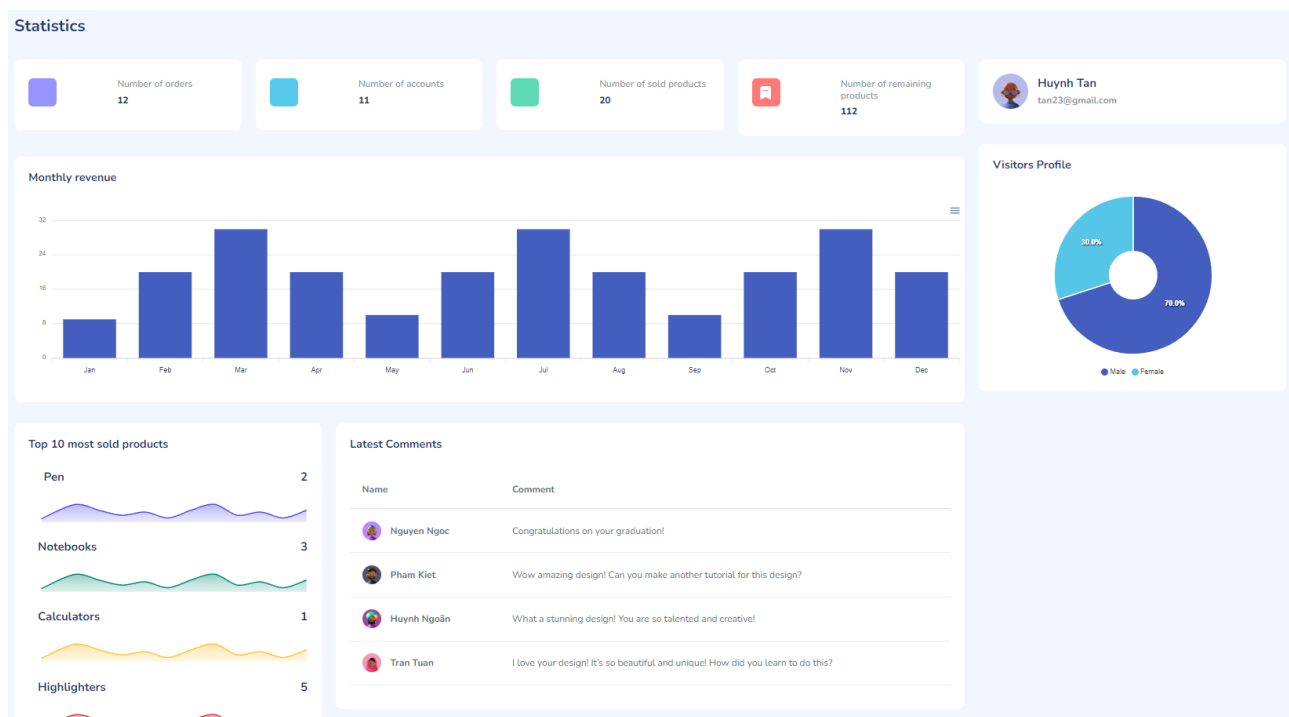 Statistics
Number of orders
12
Number of accounts
11
Number of sold products
20
Number of remaining
products
112
Huynh Tan
tan23@gmail.com
Monthly revenue
32
24
16
8
0
Jan Feb Mar Apr May Jun Jul Aug Sep Oct Nov Dec
Visitors Profile
30.0%
70.0%
Male Female
Top 10 most sold products
Pen 2
Notebooks 3
Calculators 1
Highlighters 5
Latest Comments
Name Comment
Nguyen Ngoc Congratulations on your graduation!
Pham Kiet Wow amazing design! Can you make another tutorial for this design?
Huynh Ngoãn What a stunning design! You are so talented and creative!
Tran Tuan I love your design! It's so beautiful and unique! How did you learn to do this?